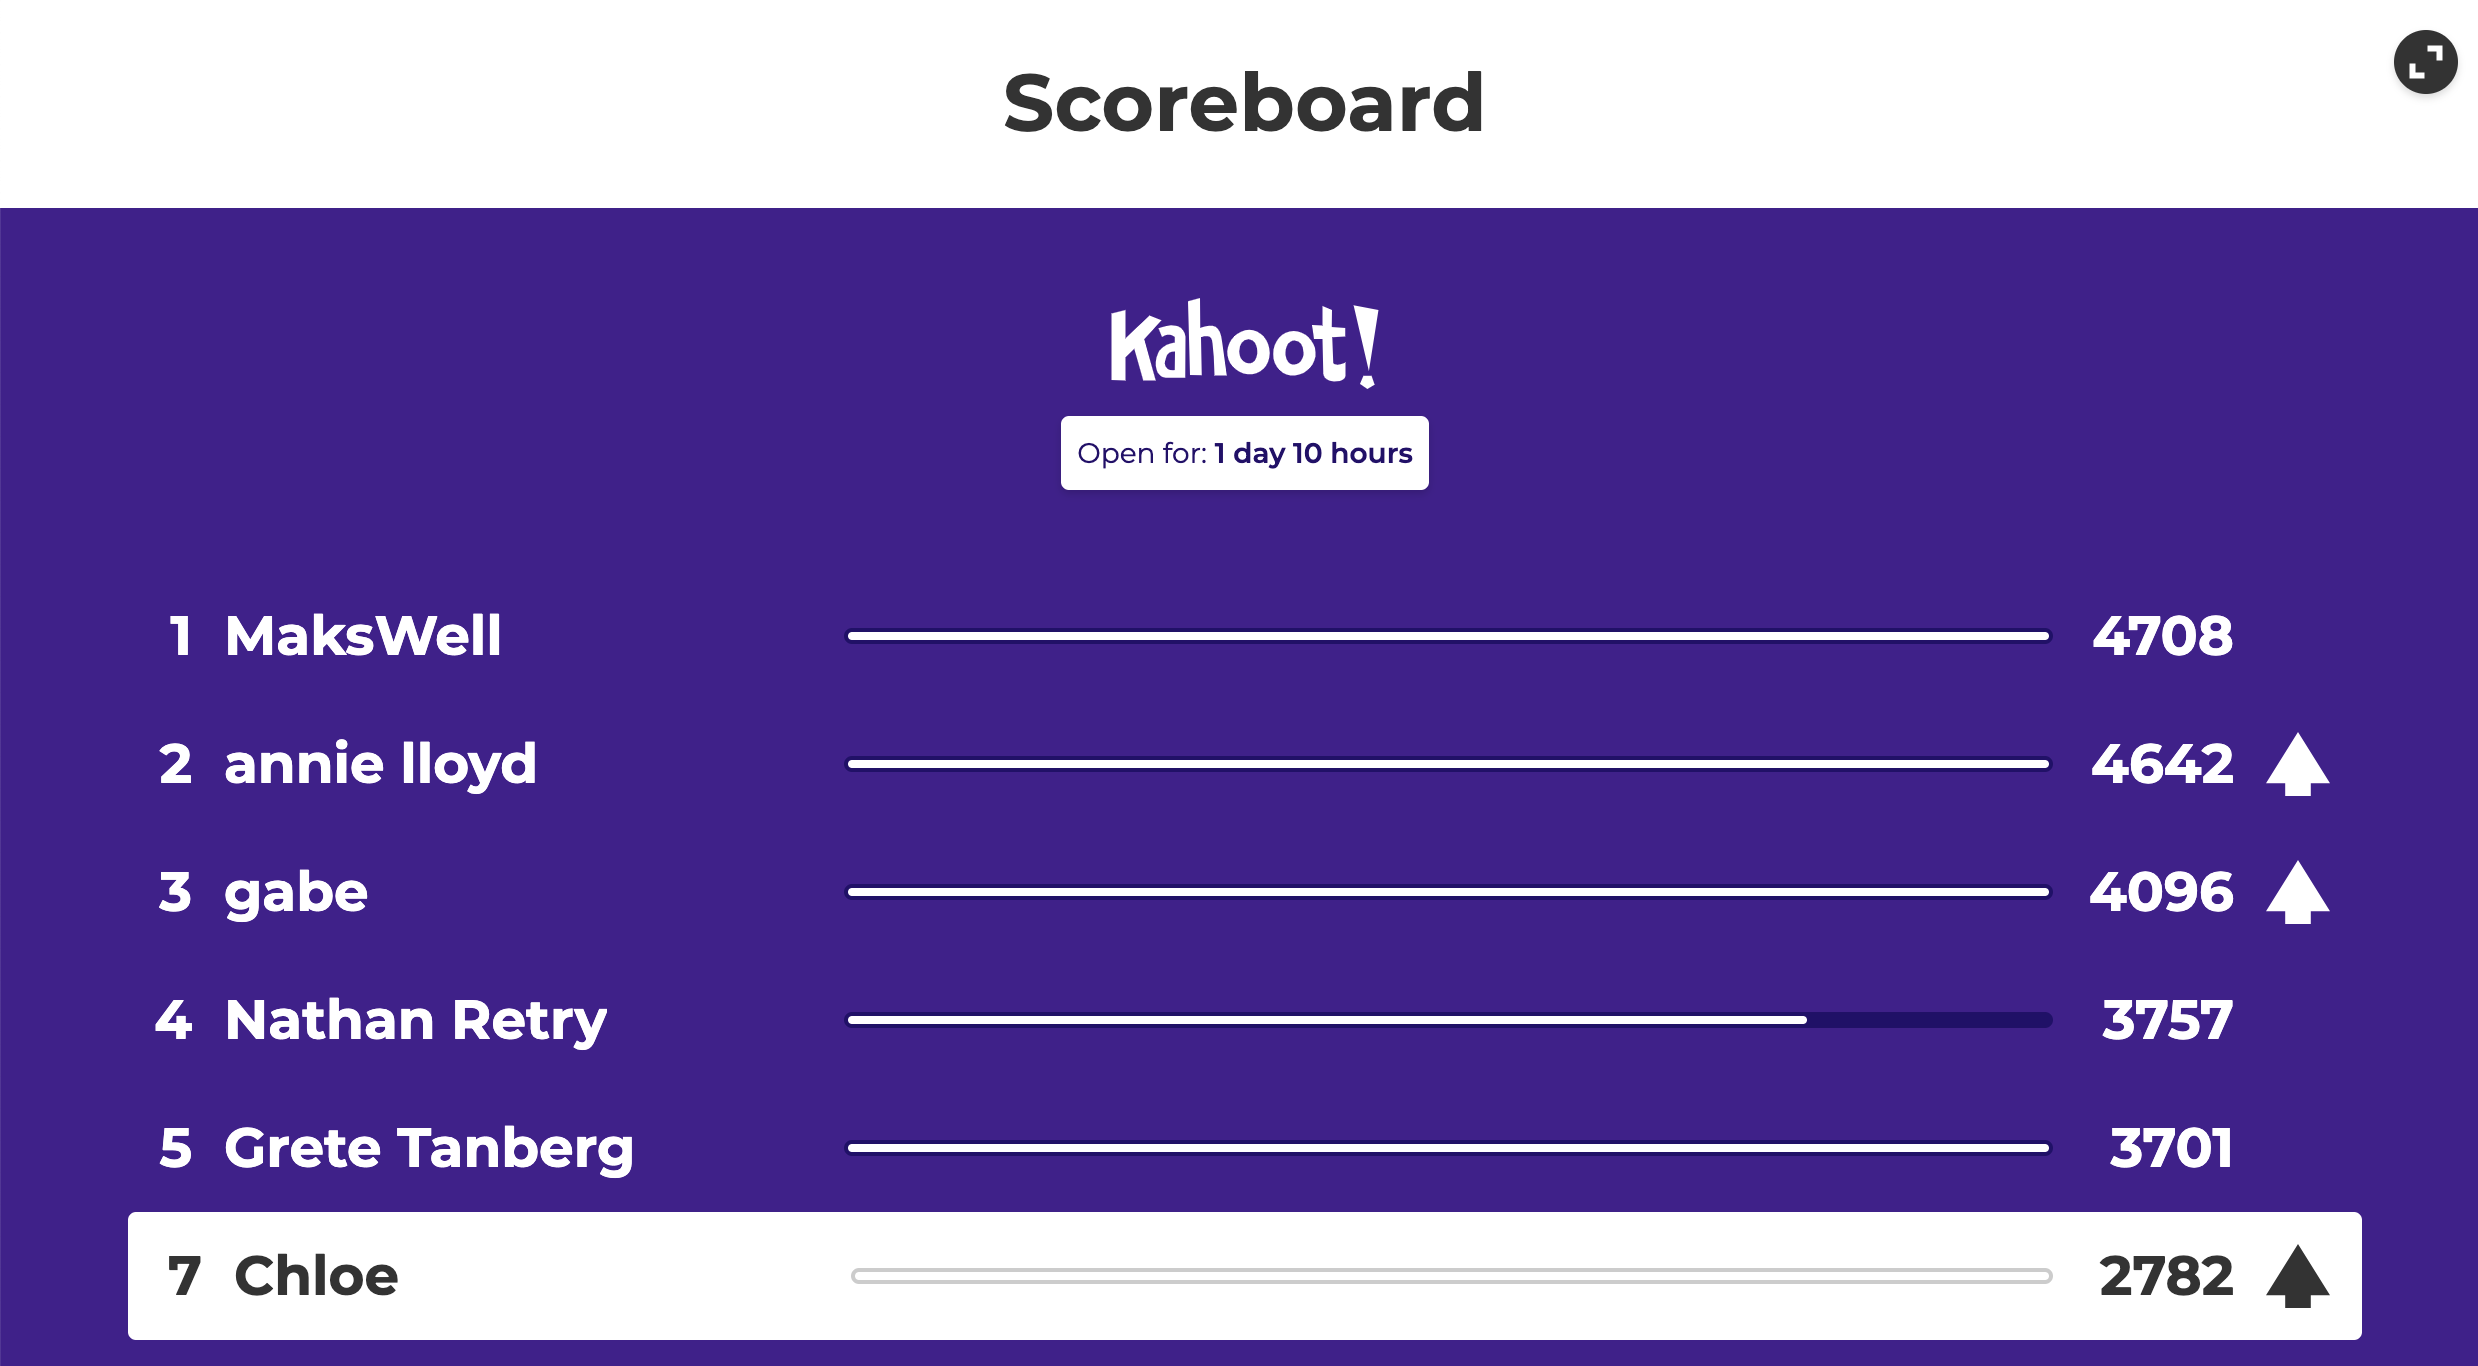 Scoreboard
Kahoot!
Open for: 1 day 10 hours
1 MaksWell 4708
2 annie lloyd 4642
3 gabe 4096
4 Nathan Retry 3757
5 Grete Tanberg 3701
7 Chloe 2782